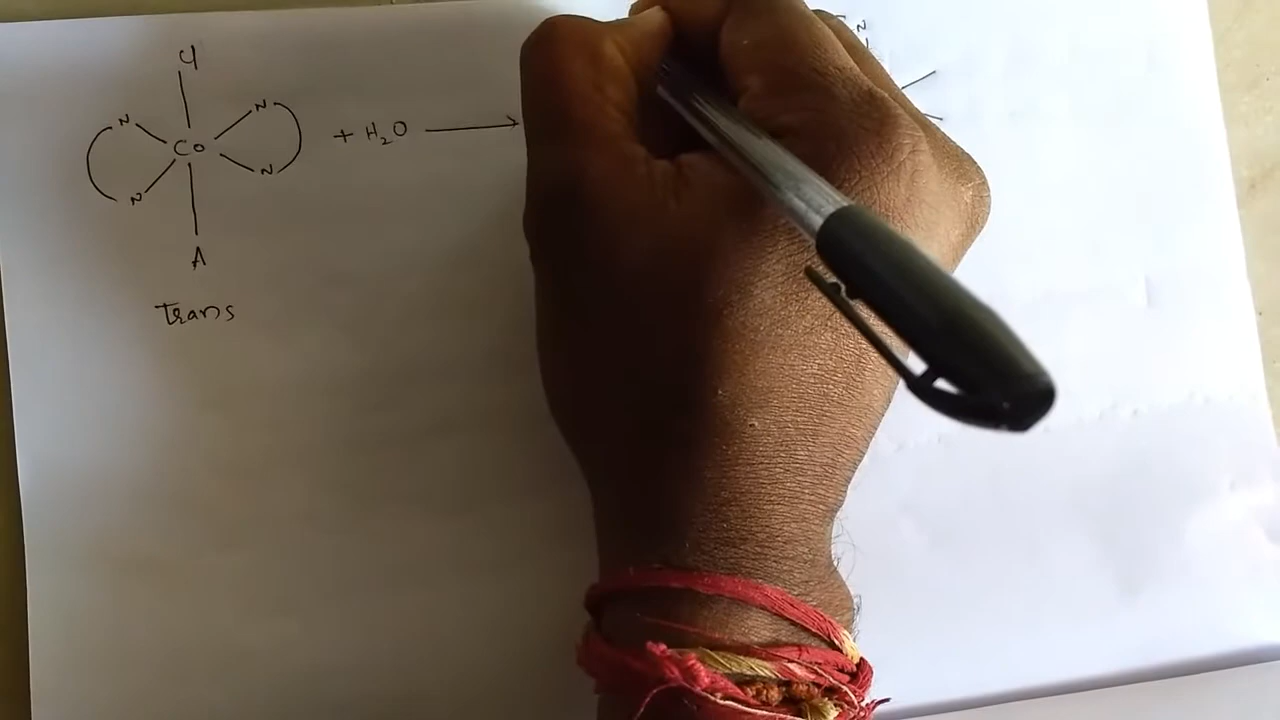 Cl
N N
Co + H₂O ⟶
N N
A
trans
N